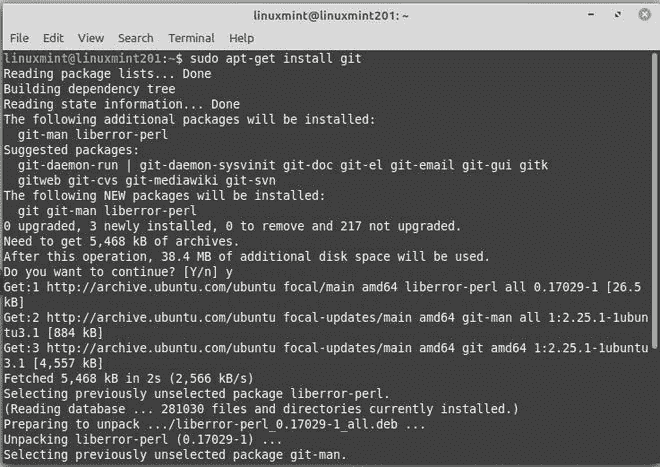 linuxmint@linuxmint201: ~
File Edit View Search Terminal Help
linuxmint@linuxmint201:~$ sudo apt-get install git
Reading package lists... Done
Building dependency tree
Reading state information... Done
The following additional packages will be installed:
  git-man liberror-perl
Suggested packages:
  git-daemon-run | git-daemon-sysvinit git-doc git-el git-email git-gui gitk
  gitweb git-cvs git-mediawiki git-svn
The following NEW packages will be installed:
  git git-man liberror-perl
0 upgraded, 3 newly installed, 0 to remove and 217 not upgraded.
Need to get 5,468 kB of archives.
After this operation, 38.4 MB of additional disk space will be used.
Do you want to continue? [Y/n] y
Get:1 http://archive.ubuntu.com/ubuntu focal/main amd64 liberror-perl all 0.17029-1 [26.5
kB]
Get:2 http://archive.ubuntu.com/ubuntu focal-updates/main amd64 git-man all 1:2.25.1-1ubun
tu3.1 [884 kB]
Get:3 http://archive.ubuntu.com/ubuntu focal-updates/main amd64 git amd64 1:2.25.1-1ubuntu
3.1 [4,557 kB]
Fetched 5,468 kB in 2s (2,566 kB/s)
Selecting previously unselected package liberror-perl.
(Reading database ... 281030 files and directories currently installed.)
Preparing to unpack .../liberror-perl_0.17029-1_all.deb ...
Unpacking liberror-perl (0.17029-1) ...
Selecting previously unselected package git-man.